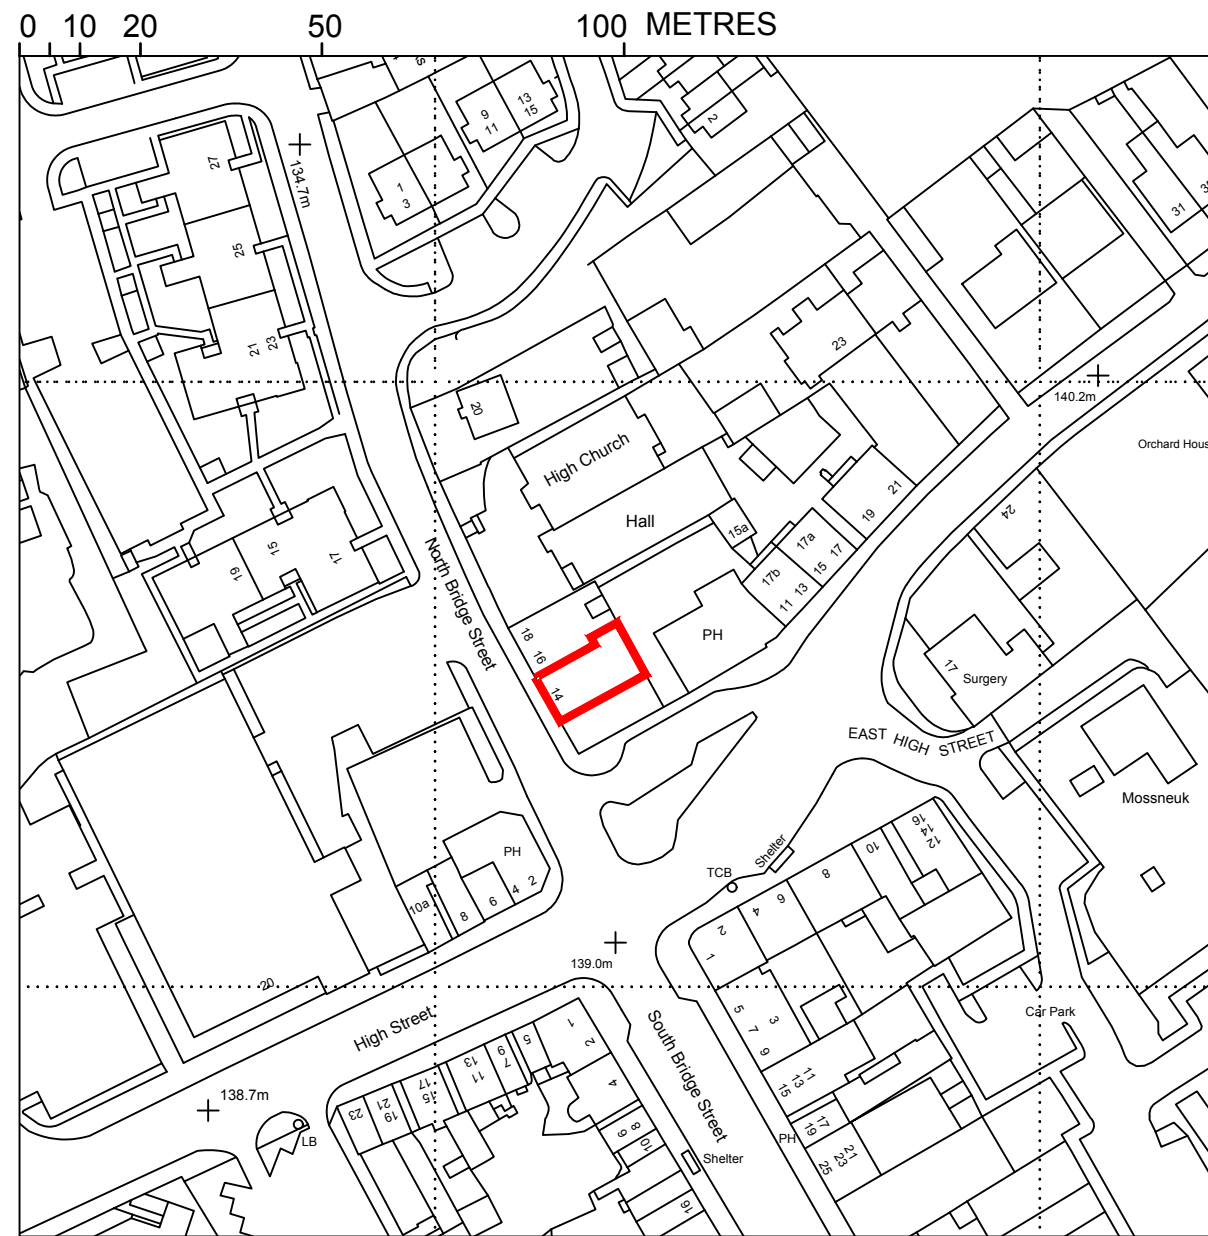 0 10 20 50 100 METRES
s
9
11
13
15
2
27
134.7m
1
3
31
25
23
21
23
140.2m
20
Orchard Hous
High Church
Hall
15a
21
19
17a
17
15
17b
13
11
24
15
17
19
North Bridge Street
18
16
14
PH
17
Surgery
EAST HIGH STREET
Mossneuk
PH
10a
8
6
4
2
Shelter
TCB
16
14
12
10
8
6
4
2
1
139.0m
20
High Street
5
7
9
3
Car Park
South Bridge Street
1
2
4
5
7
9
11
13
15
17
19
21
23
11
13
15
138.7m
LB
6
8
10
17
19
PH
21
23
25
Shelter
16